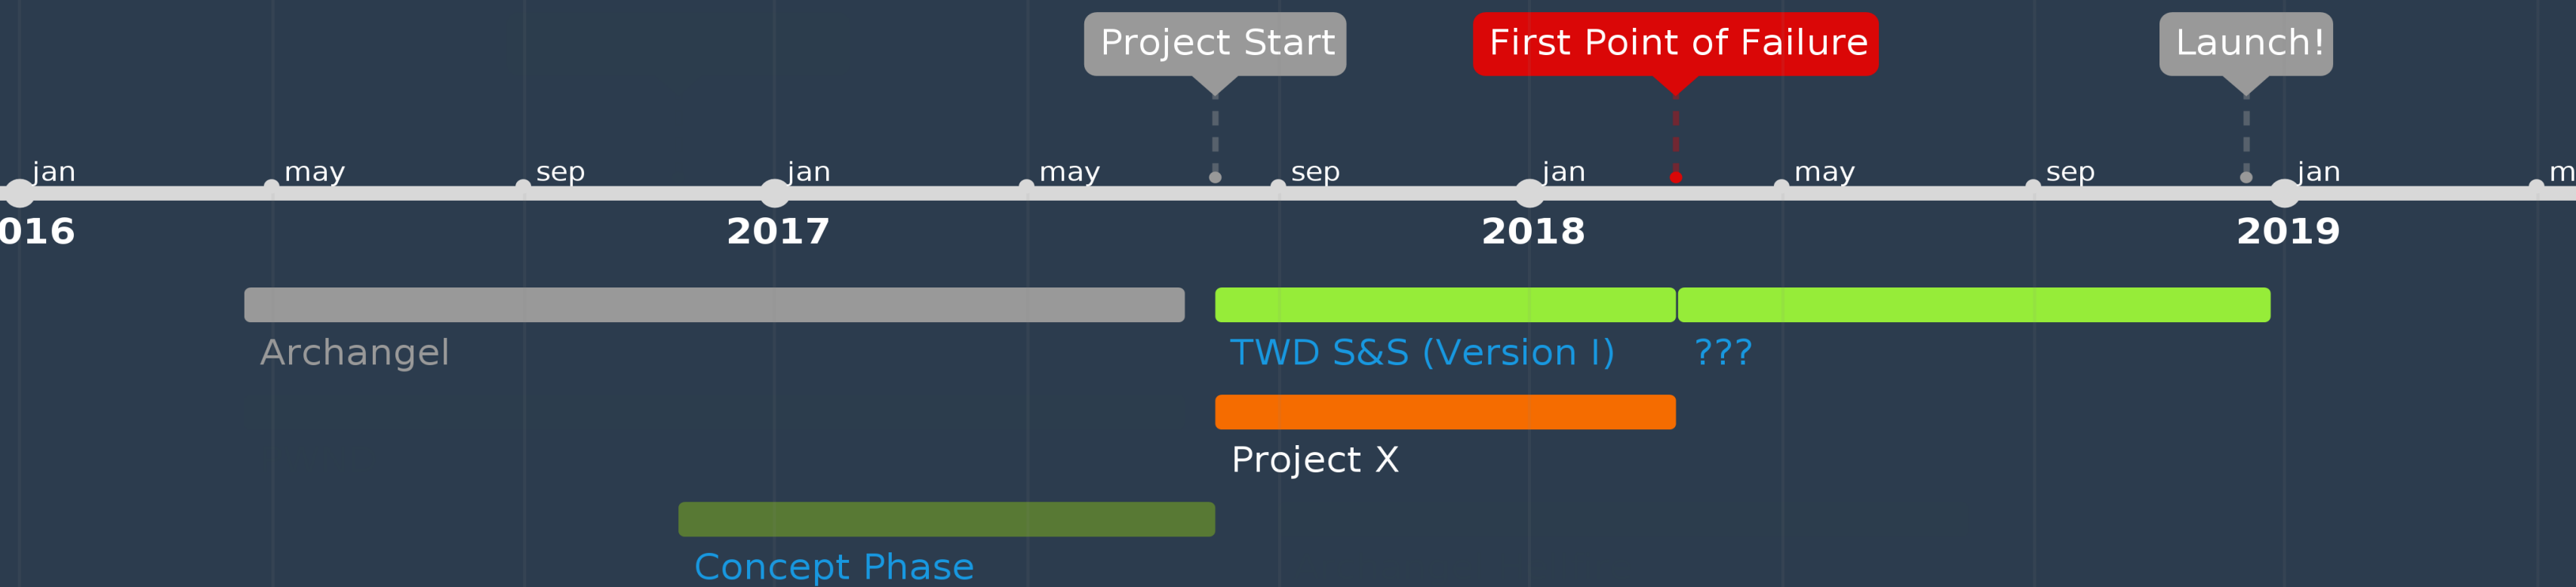 Project Start First Point of Failure Launch!
jan may sep jan may sep jan may sep jan m
016 2017 2018 2019
Archangel TWD S&S (Version I) ???
Project X
Concept Phase